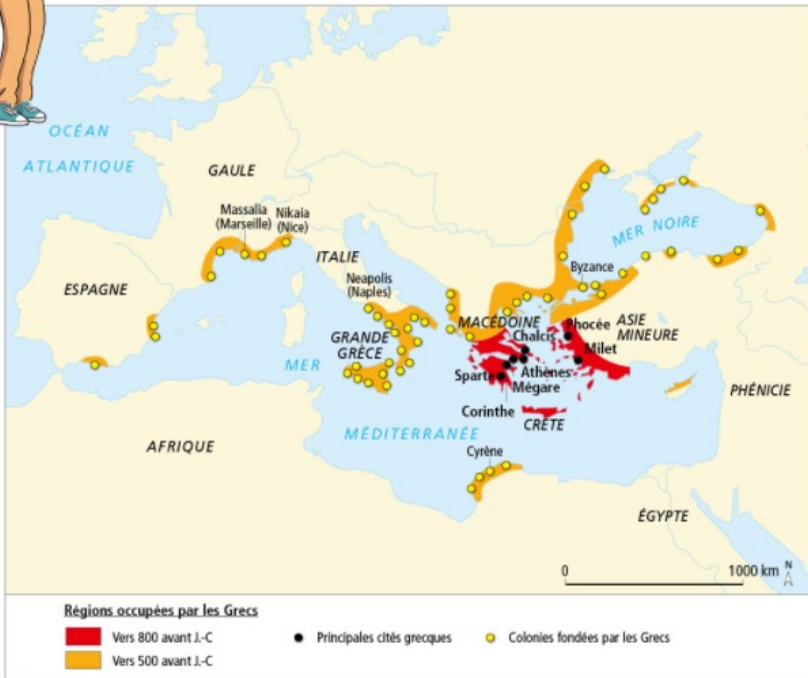 OCÉAN
ATLANTIQUE
GAULE
Massalia
(Marseille)
Nikaia
(Nice)
ITALIE
MER NOIRE
ESPAGNE
Neapolis
(Naples)
Byzance
MACÉDOINE
Phocée
ASIE
MINEURE
GRANDE
GRÈCE
Chalcis
Milet
MER
Sparte
Athènes
Mégare
PHÉNICIE
Corinthe
CRÈTE
MÉDITERRANÉE
AFRIQUE
Cyrène
ÉGYPTE
0
1000 km
N
Régions occupées par les Grecs
Vers 800 avant J.-C
Principales cités grecques
Colonies fondées par les Grecs
Vers 500 avant J.-C